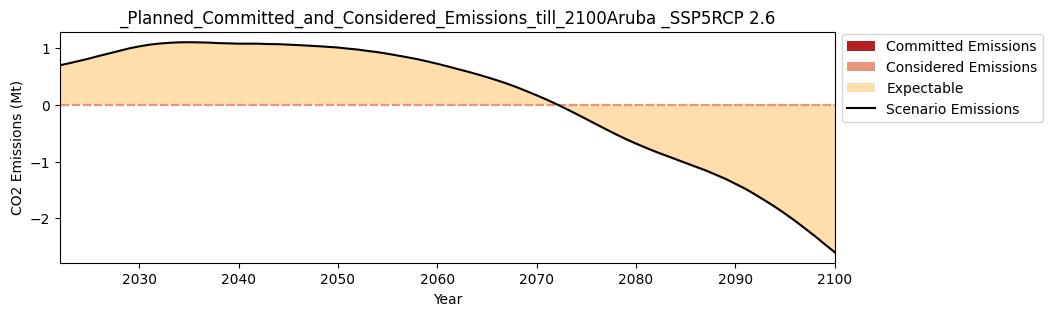 _Planned_Committed_and_Considered_Emissions_till_2100Aruba _SSP5RCP 2.6
Committed Emissions
Considered Emissions
Expectable
Scenario Emissions
CO2 Emissions (Mt)
1
0
−1
−2
2030 2040 2050 2060 2070 2080 2090 2100
Year